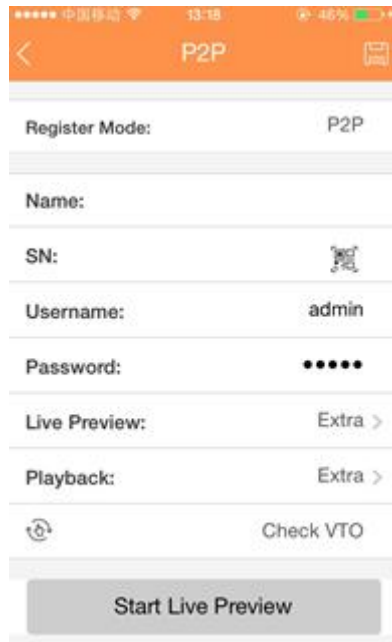 中国移动 13:18 46%
P2P
Register Mode: P2P
Name:
SN:
Username: admin
Password: •••••
Live Preview: Extra >
Playback: Extra >
Check VTO
Start Live Preview